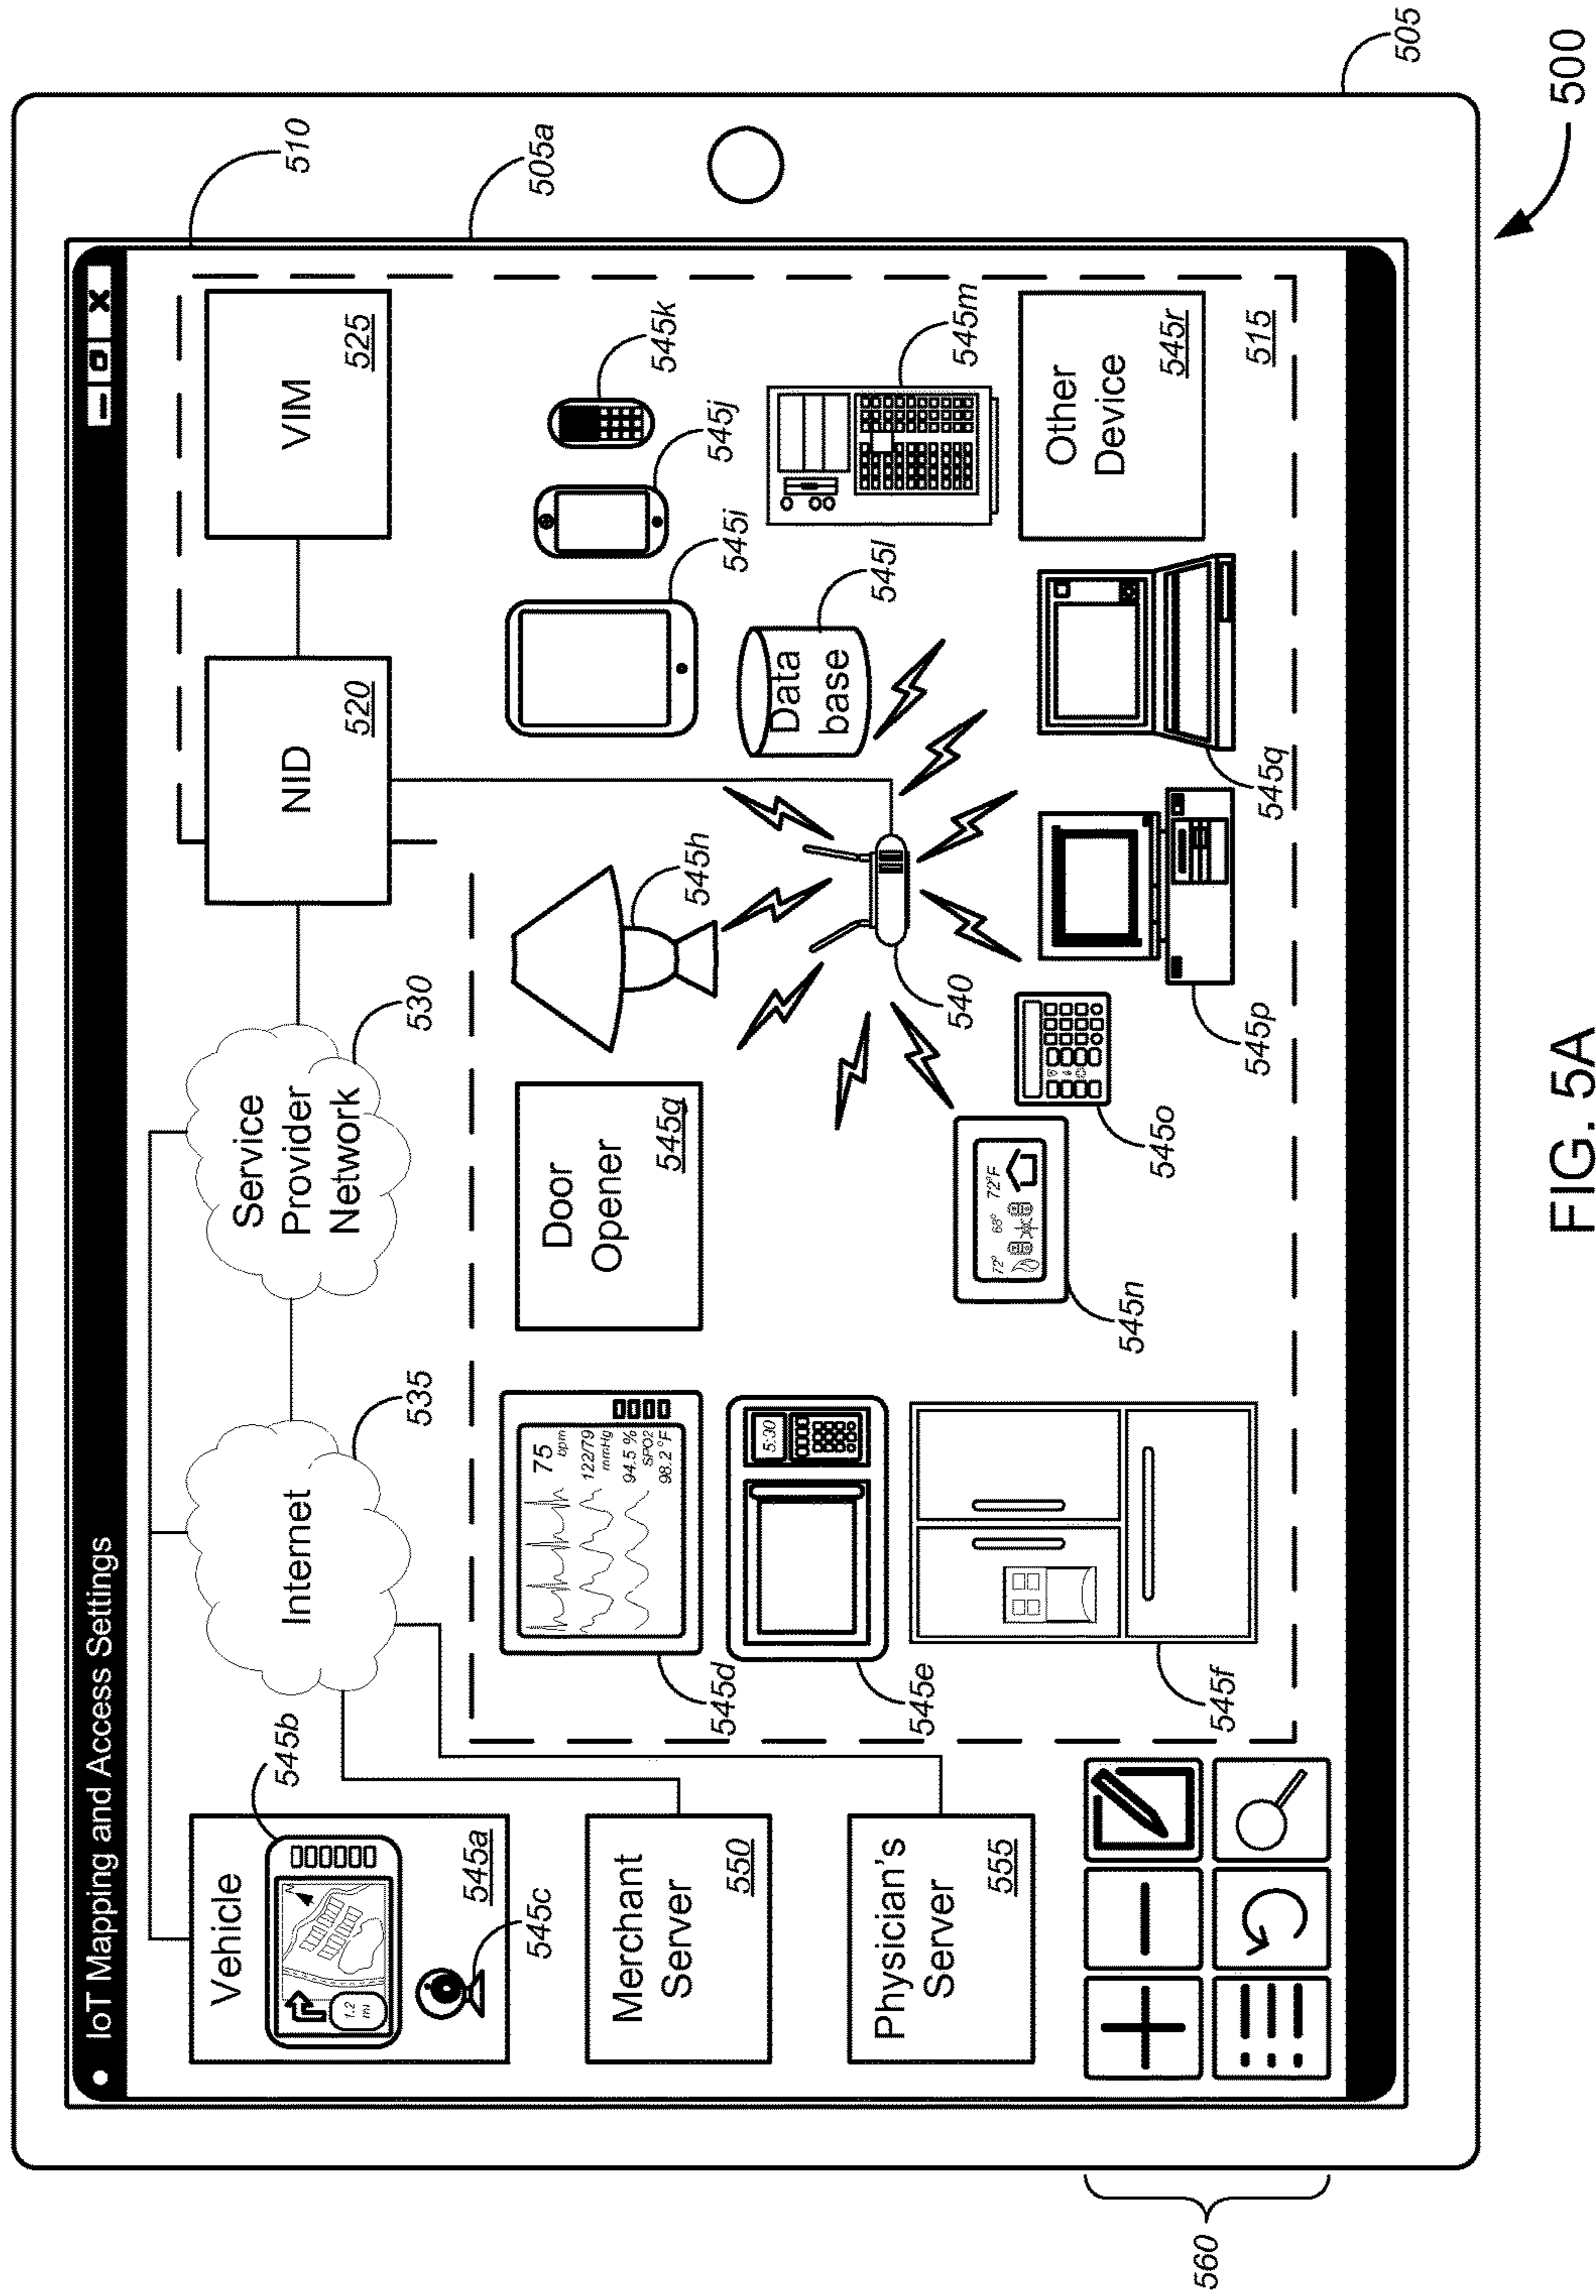 IoT Mapping and Access Settings
Vehicle
545a
545b
545c
Internet
535
Service
Provider
Network
530
NID
520
VIM
525
510
505a
505
Merchant
Server
550
Physician's
Server
555
75
bpm
122/79
mmHg
94.5 %
SPO2
98.2 °F
545d
5:30
545e
545f
Door
Opener
545g
545h
545i
545j
545k
Data
base
545l
545m
540
72°
68°
72°F
545n
545o
545p
545q
Other
Device
545r
515
1.2
mi
560
500
FIG. 5A